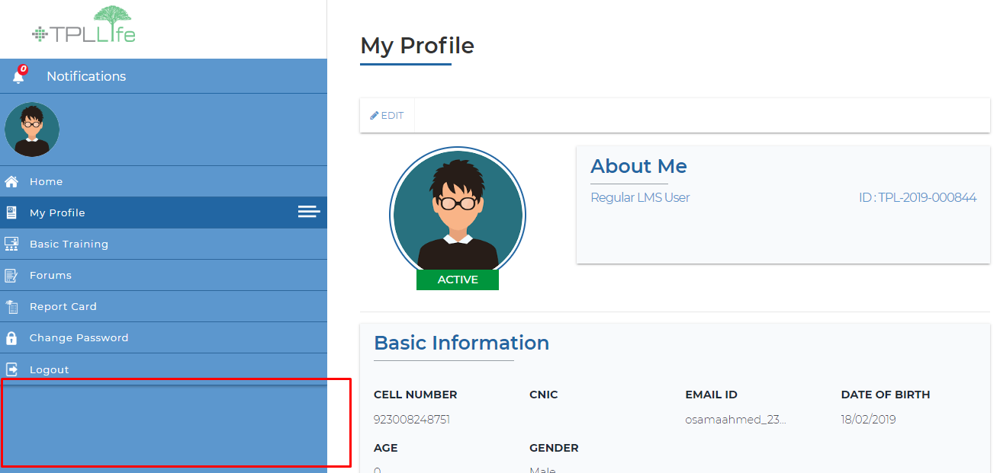 TPLLife
0
Notifications
Home
My Profile
Basic Training
Forums
Report Card
Change Password
Logout
My Profile
EDIT
ACTIVE
About Me
Regular LMS User ID : TPL-2019-000844
Basic Information
CELL NUMBER CNIC EMAIL ID DATE OF BIRTH
923008248751 osamaahmed_23... 18/02/2019
AGE GENDER
0 Male